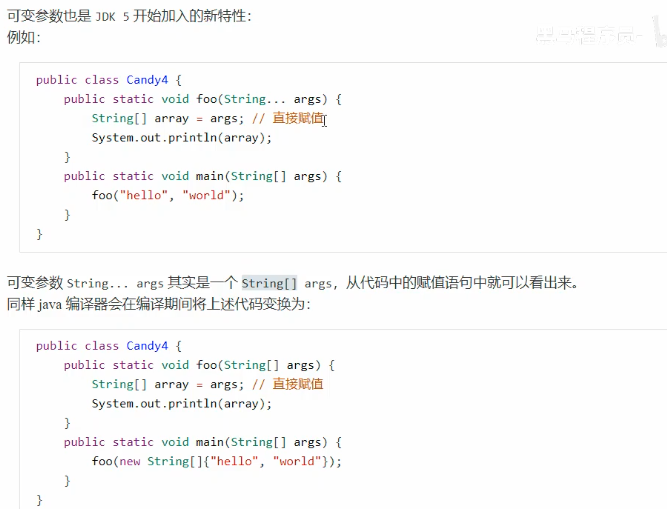 可变参数也是 JDK 5 开始加入的新特性：
例如：
public class Candy4 {
    public static void foo(String... args) {
        String[] array = args; // 直接赋值
        System.out.println(array);
    }
    public static void main(String[] args) {
        foo("hello", "world");
    }
}
可变参数 String... args 其实是一个 String[] args，从代码中的赋值语句中就可以看出来。
同样 java 编译器会在编译期间将上述代码变换为：
public class Candy4 {
    public static void foo(String[] args) {
        String[] array = args; // 直接赋值
        System.out.println(array);
    }
    public static void main(String[] args) {
        foo(new String[]{"hello", "world"});
    }
}